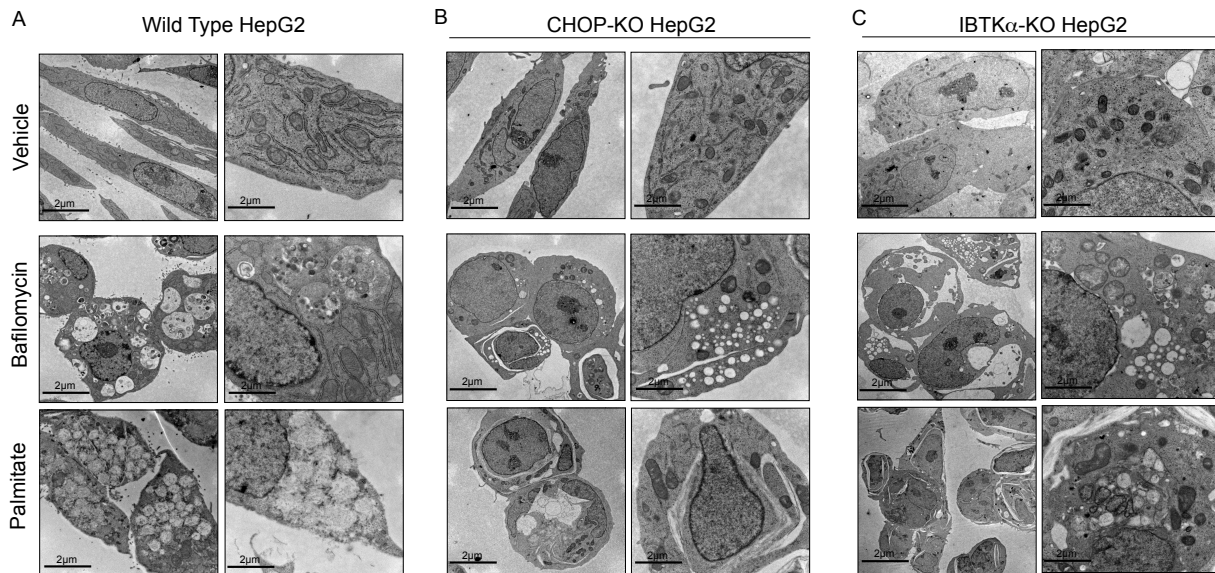 A
Wild Type HepG2
B
CHOP-KO HepG2
C
IBTKα-KO HepG2
Vehicle
2µm
2µm
2µm
2µm
2µm
2µm
Bafilomycin
2µm
2µm
2µm
2µm
2µm
2µm
Palmitate
2µm
2µm
2µm
2µm
2µm
2µm